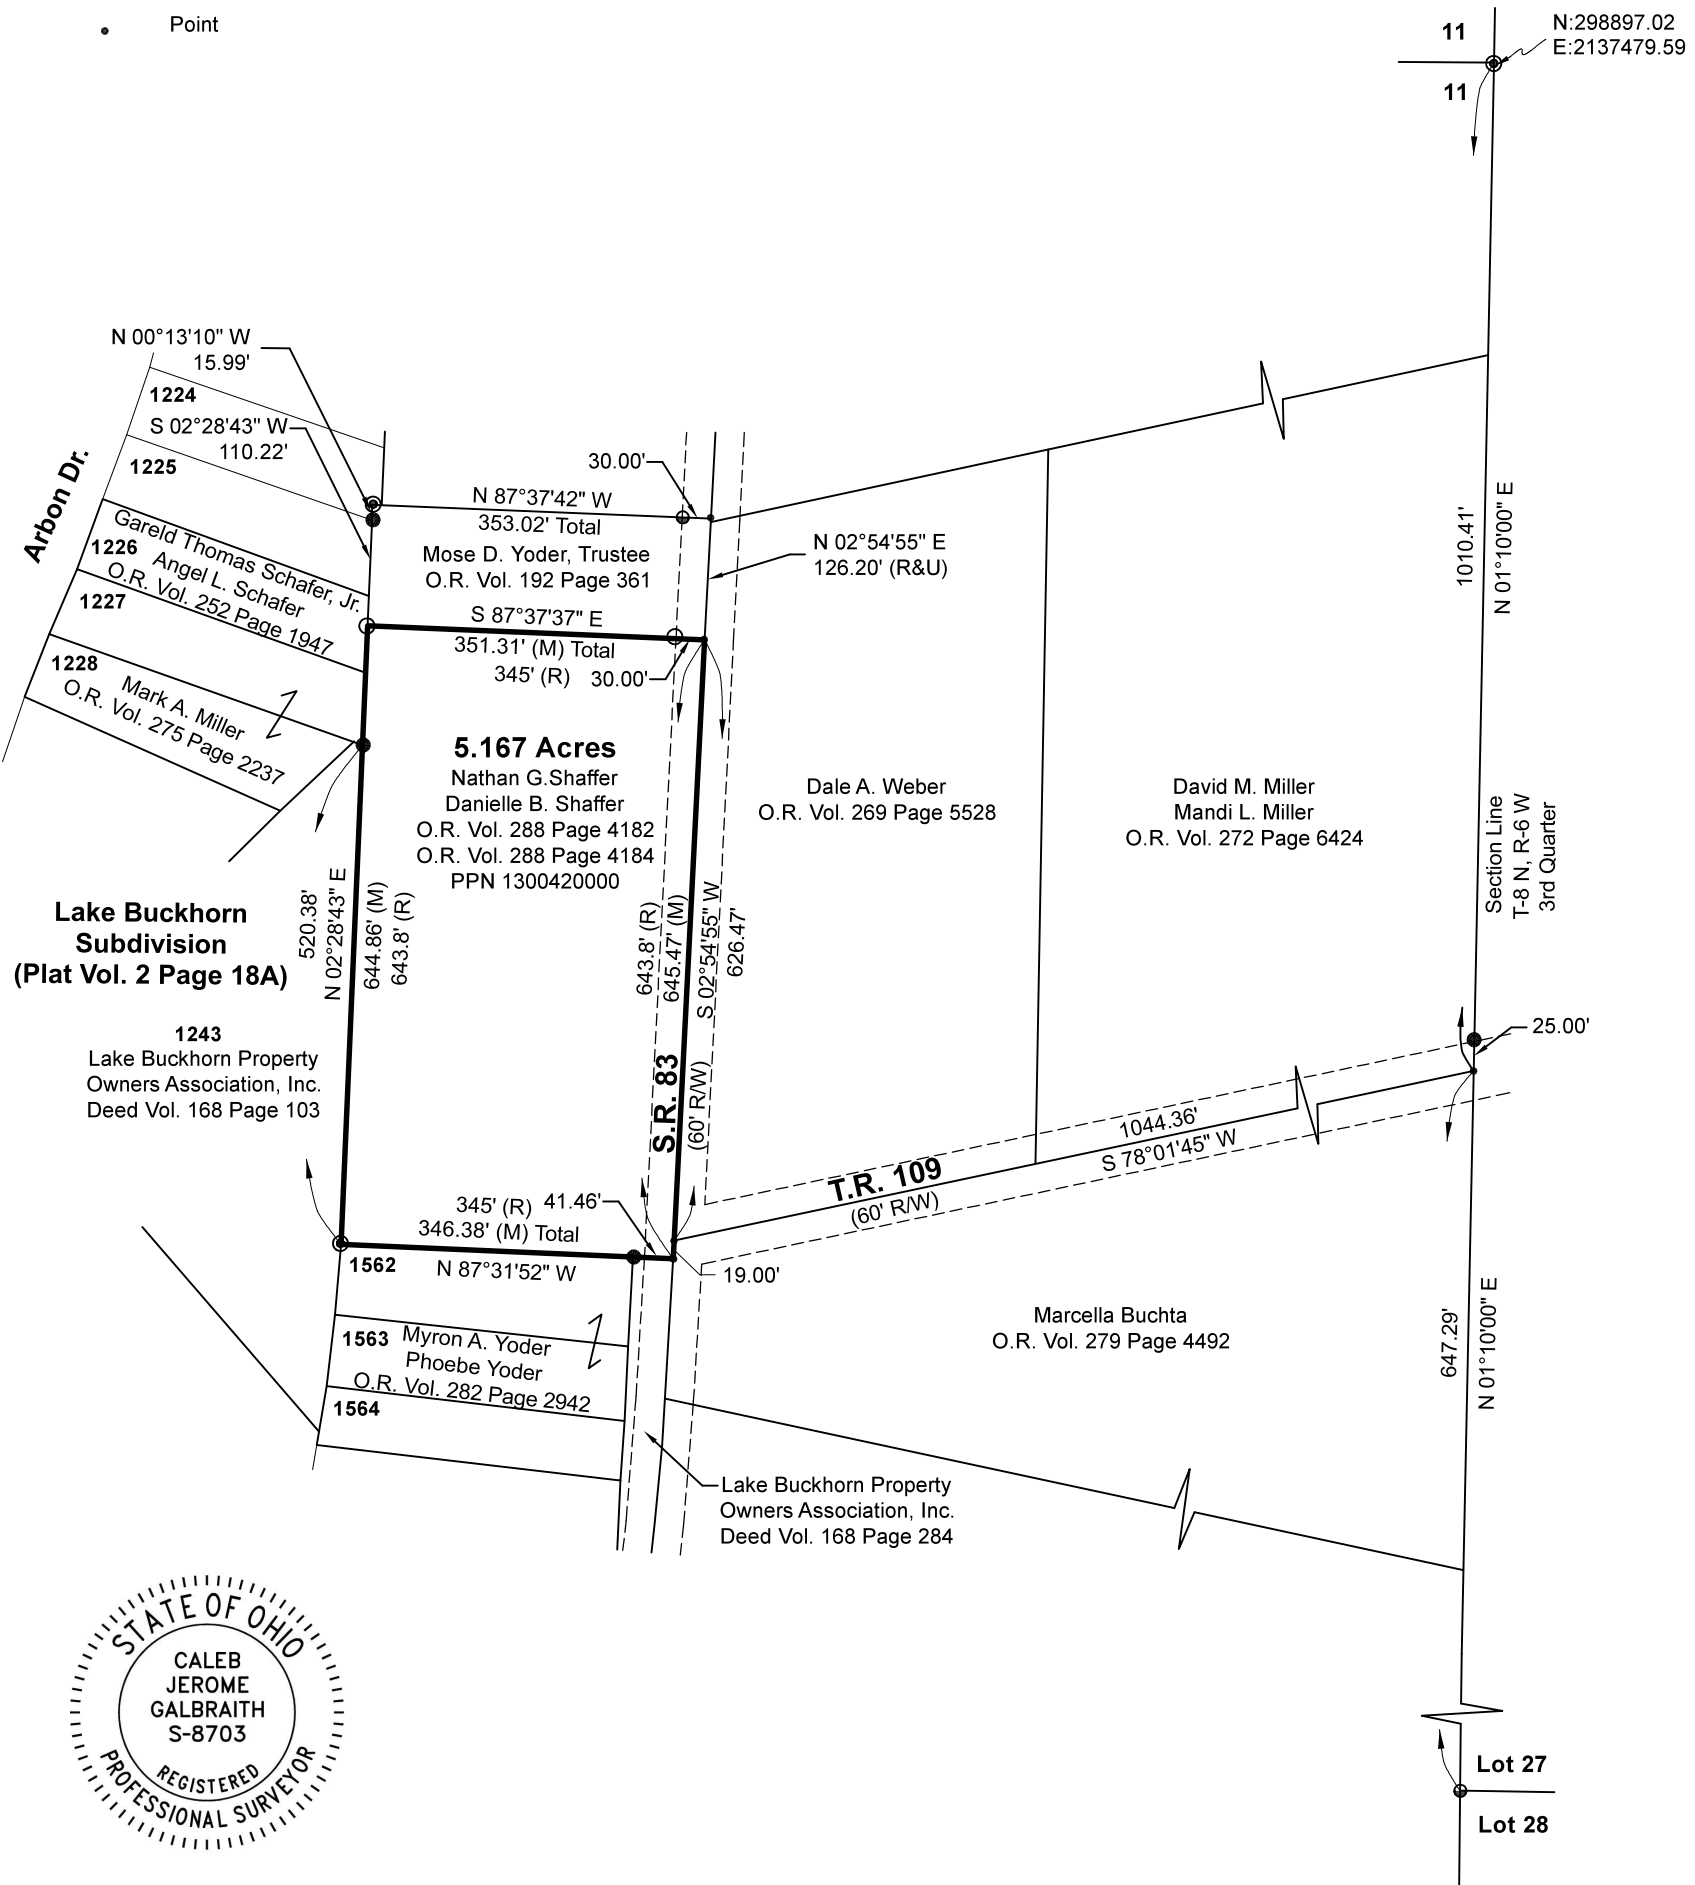 Point
11
11
N:298897.02
E:2137479.59
N 00°13'10" W
15.99'
1224
S 02°28'43" W
110.22'
1225
Arbon Dr.
Gareld Thomas Schafer, Jr.
1226
Angel L. Schafer
O.R. Vol. 252 Page 1947
1227
1228
Mark A. Miller
O.R. Vol. 275 Page 2237
30.00'
N 87°37'42" W
353.02' Total
Mose D. Yoder, Trustee
O.R. Vol. 192 Page 361
N 02°54'55" E
126.20' (R&U)
S 87°37'37" E
351.31' (M) Total
345' (R)
30.00'
5.167 Acres
Nathan G.Shaffer
Danielle B. Shaffer
O.R. Vol. 288 Page 4182
O.R. Vol. 288 Page 4184
PPN 1300420000
Dale A. Weber
O.R. Vol. 269 Page 5528
David M. Miller
Mandi L. Miller
O.R. Vol. 272 Page 6424
1010.41'
N 01°10'00" E
Section Line
T-8 N, R-6 W
3rd Quarter
Lake Buckhorn
Subdivision
(Plat Vol. 2 Page 18A)
520.38'
N 02°28'43" E
644.86' (M)
643.8' (R)
643.8' (R)
645.47' (M)
S 02°54'55" W
626.47'
1243
Lake Buckhorn Property
Owners Association, Inc.
Deed Vol. 168 Page 103
S.R. 83
(60' R/W)
25.00'
1044.36'
S 78°01'45" W
T.R. 109
(60' R/W)
345' (R)
41.46'
346.38' (M) Total
N 87°31'52" W
1562
19.00'
Marcella Buchta
O.R. Vol. 279 Page 4492
647.29'
N 01°10'00" E
1563
Myron A. Yoder
Phoebe Yoder
O.R. Vol. 282 Page 2942
1564
Lake Buckhorn Property
Owners Association, Inc.
Deed Vol. 168 Page 284
STATE OF OHIO
CALEB
JEROME
GALBRAITH
S-8703
REGISTERED
PROFESSIONAL SURVEYOR
Lot 27
Lot 28